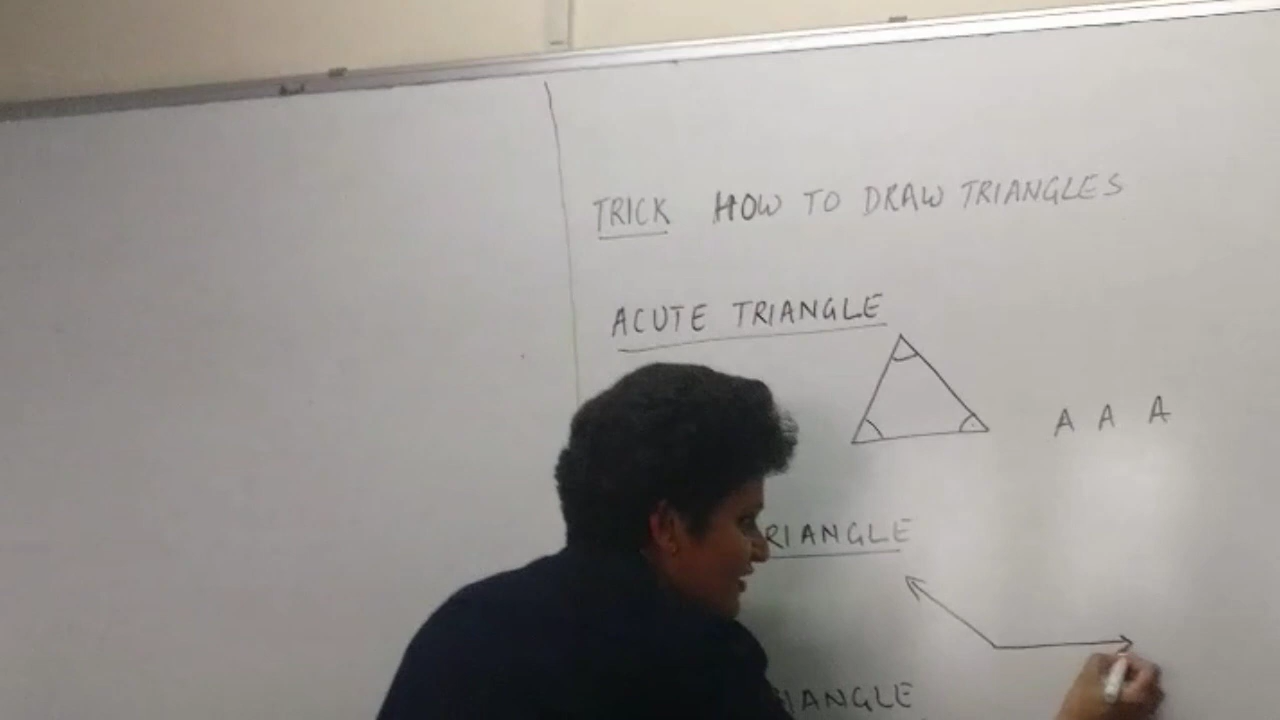 TRICK HOW TO DRAW TRIANGLES
ACUTE TRIANGLE
A A A
RIANGLE
IANGLE